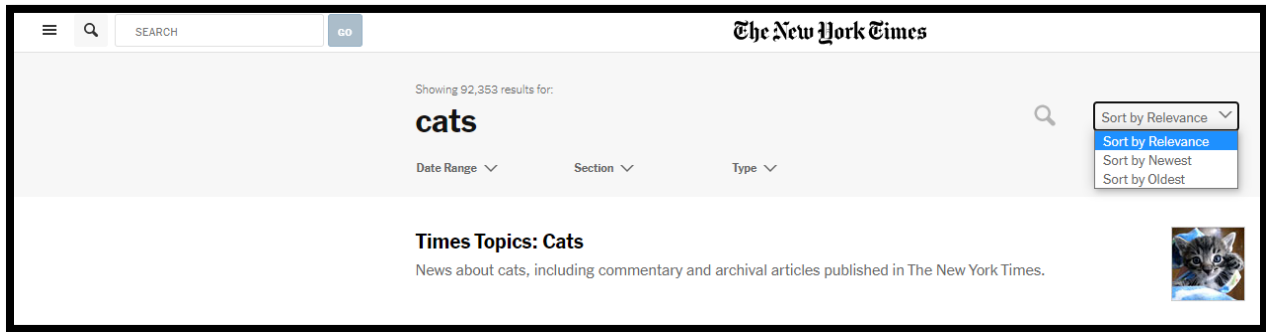 SEARCH
GO
The New York Times
Showing 92,353 results for:
cats
Sort by Relevance
Sort by Relevance
Sort by Newest
Sort by Oldest
Date Range
Section
Type
Times Topics: Cats
News about cats, including commentary and archival articles published in The New York Times.